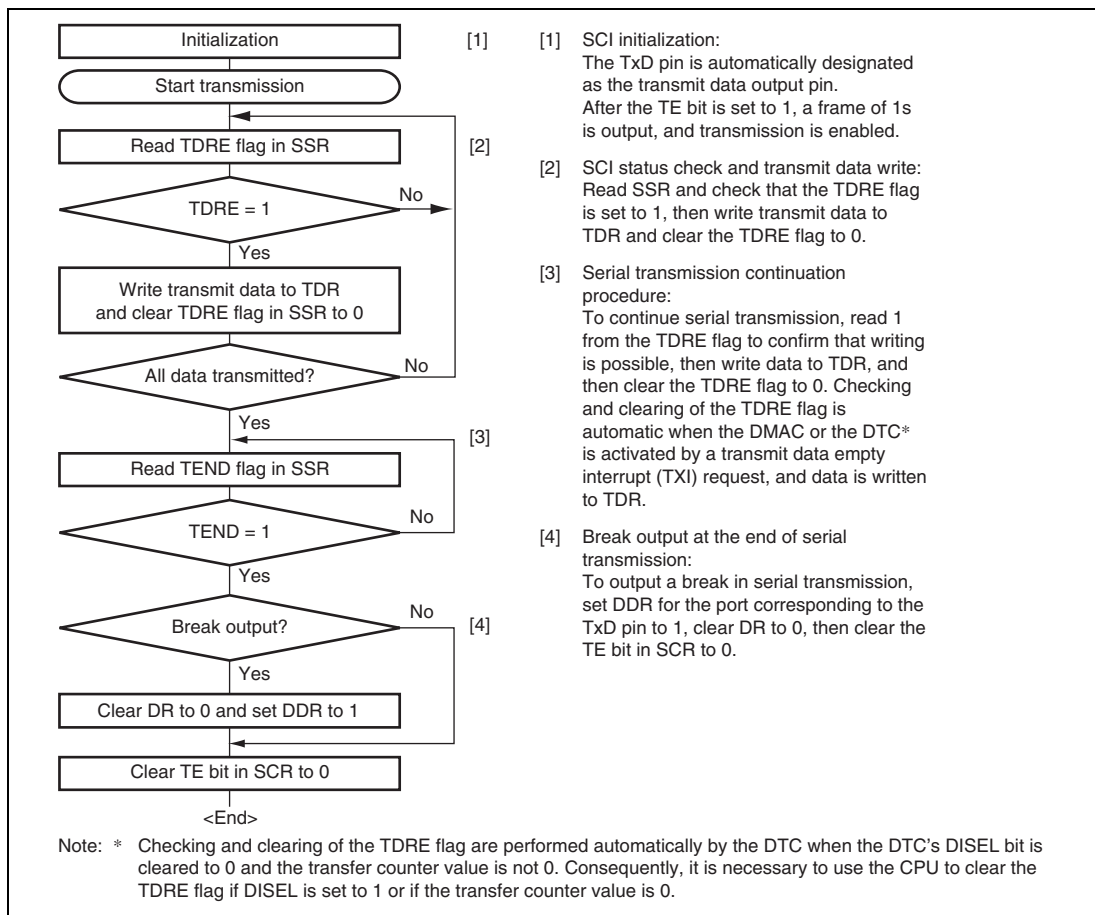 Initialization
[1]
Start transmission
Read TDRE flag in SSR
[2]
No
TDRE = 1
Yes
Write transmit data to TDR
and clear TDRE flag in SSR to 0
No
All data transmitted?
Yes
[3]
Read TEND flag in SSR
No
TEND = 1
Yes
No
Break output?
[4]
Yes
Clear DR to 0 and set DDR to 1
Clear TE bit in SCR to 0
<End>
[1] SCI initialization:
The TxD pin is automatically designated
as the transmit data output pin.
After the TE bit is set to 1, a frame of 1s
is output, and transmission is enabled.
[2] SCI status check and transmit data write:
Read SSR and check that the TDRE flag
is set to 1, then write transmit data to
TDR and clear the TDRE flag to 0.
[3] Serial transmission continuation
procedure:
To continue serial transmission, read 1
from the TDRE flag to confirm that writing
is possible, then write data to TDR, and
then clear the TDRE flag to 0. Checking
and clearing of the TDRE flag is
automatic when the DMAC or the DTC*
is activated by a transmit data empty
interrupt (TXI) request, and data is written
to TDR.
[4] Break output at the end of serial
transmission:
To output a break in serial transmission,
set DDR for the port corresponding to the
TxD pin to 1, clear DR to 0, then clear the
TE bit in SCR to 0.
Note: * Checking and clearing of the TDRE flag are performed automatically by the DTC when the DTC's DISEL bit is
cleared to 0 and the transfer counter value is not 0. Consequently, it is necessary to use the CPU to clear the
TDRE flag if DISEL is set to 1 or if the transfer counter value is 0.